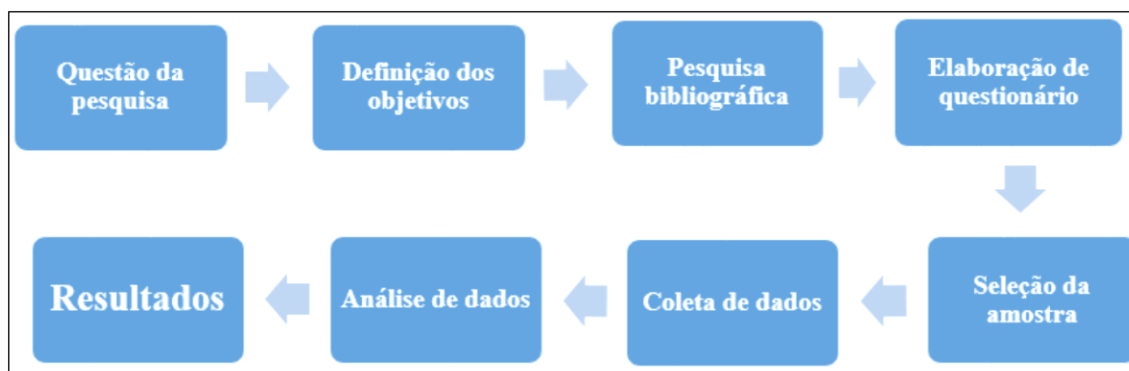 Questão da
pesquisa
Definição dos
objetivos
Pesquisa
bibliográfica
Elaboração de
questionário
Seleção da
amostra
Coleta de dados
Análise de dados
Resultados